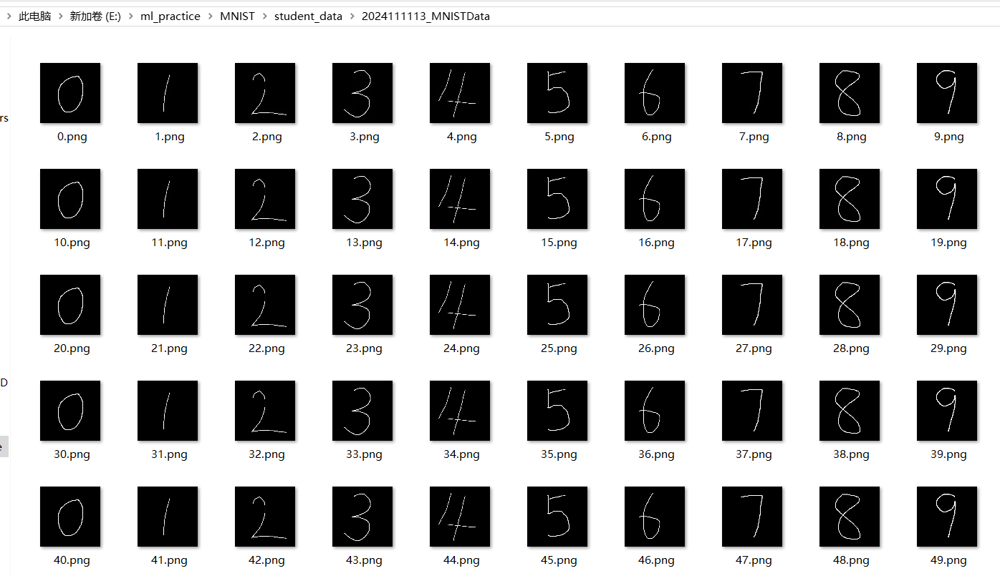 此电脑 > 新加卷 (E:) > ml_practice > MNIST > student_data > 2024111113_MNISTData
0 1 2 3 4 5 6 7 8 9
rs
0.png 1.png 2.png 3.png 4.png 5.png 6.png 7.png 8.png 9.png
0 1 2 3 4 5 6 7 8 9
10.png 11.png 12.png 13.png 14.png 15.png 16.png 17.png 18.png 19.png
0 1 2 3 4 5 6 7 8 9
20.png 21.png 22.png 23.png 24.png 25.png 26.png 27.png 28.png 29.png
D
0 1 2 3 4 5 6 7 8 9
e
30.png 31.png 32.png 33.png 34.png 35.png 36.png 37.png 38.png 39.png
0 1 2 3 4 5 6 7 8 9
40.png 41.png 42.png 43.png 44.png 45.png 46.png 47.png 48.png 49.png